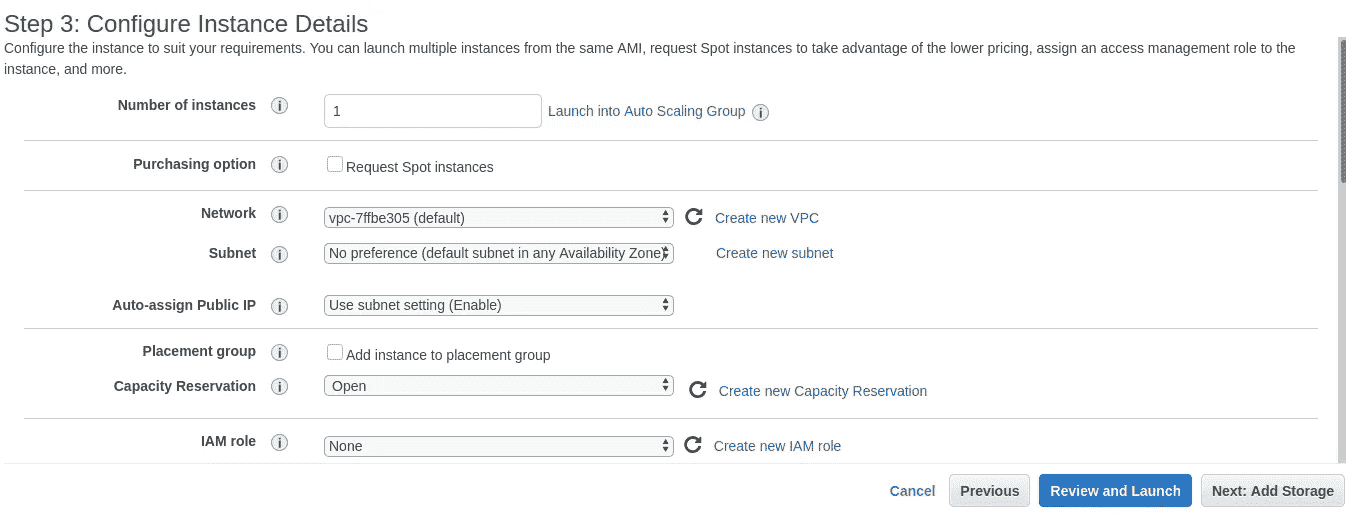 Step 3: Configure Instance Details
Configure the instance to suit your requirements. You can launch multiple instances from the same AMI, request Spot instances to take advantage of the lower pricing, assign an access management role to the
instance, and more.
Number of instances i 1 Launch into Auto Scaling Group i
Purchasing option i Request Spot instances
Network i vpc-7ffbe305 (default) Create new VPC
Subnet i No preference (default subnet in any Availability Zone) Create new subnet
Auto-assign Public IP i Use subnet setting (Enable)
Placement group i Add instance to placement group
Capacity Reservation i Open Create new Capacity Reservation
IAM role i None Create new IAM role
Cancel Previous Review and Launch Next: Add Storage